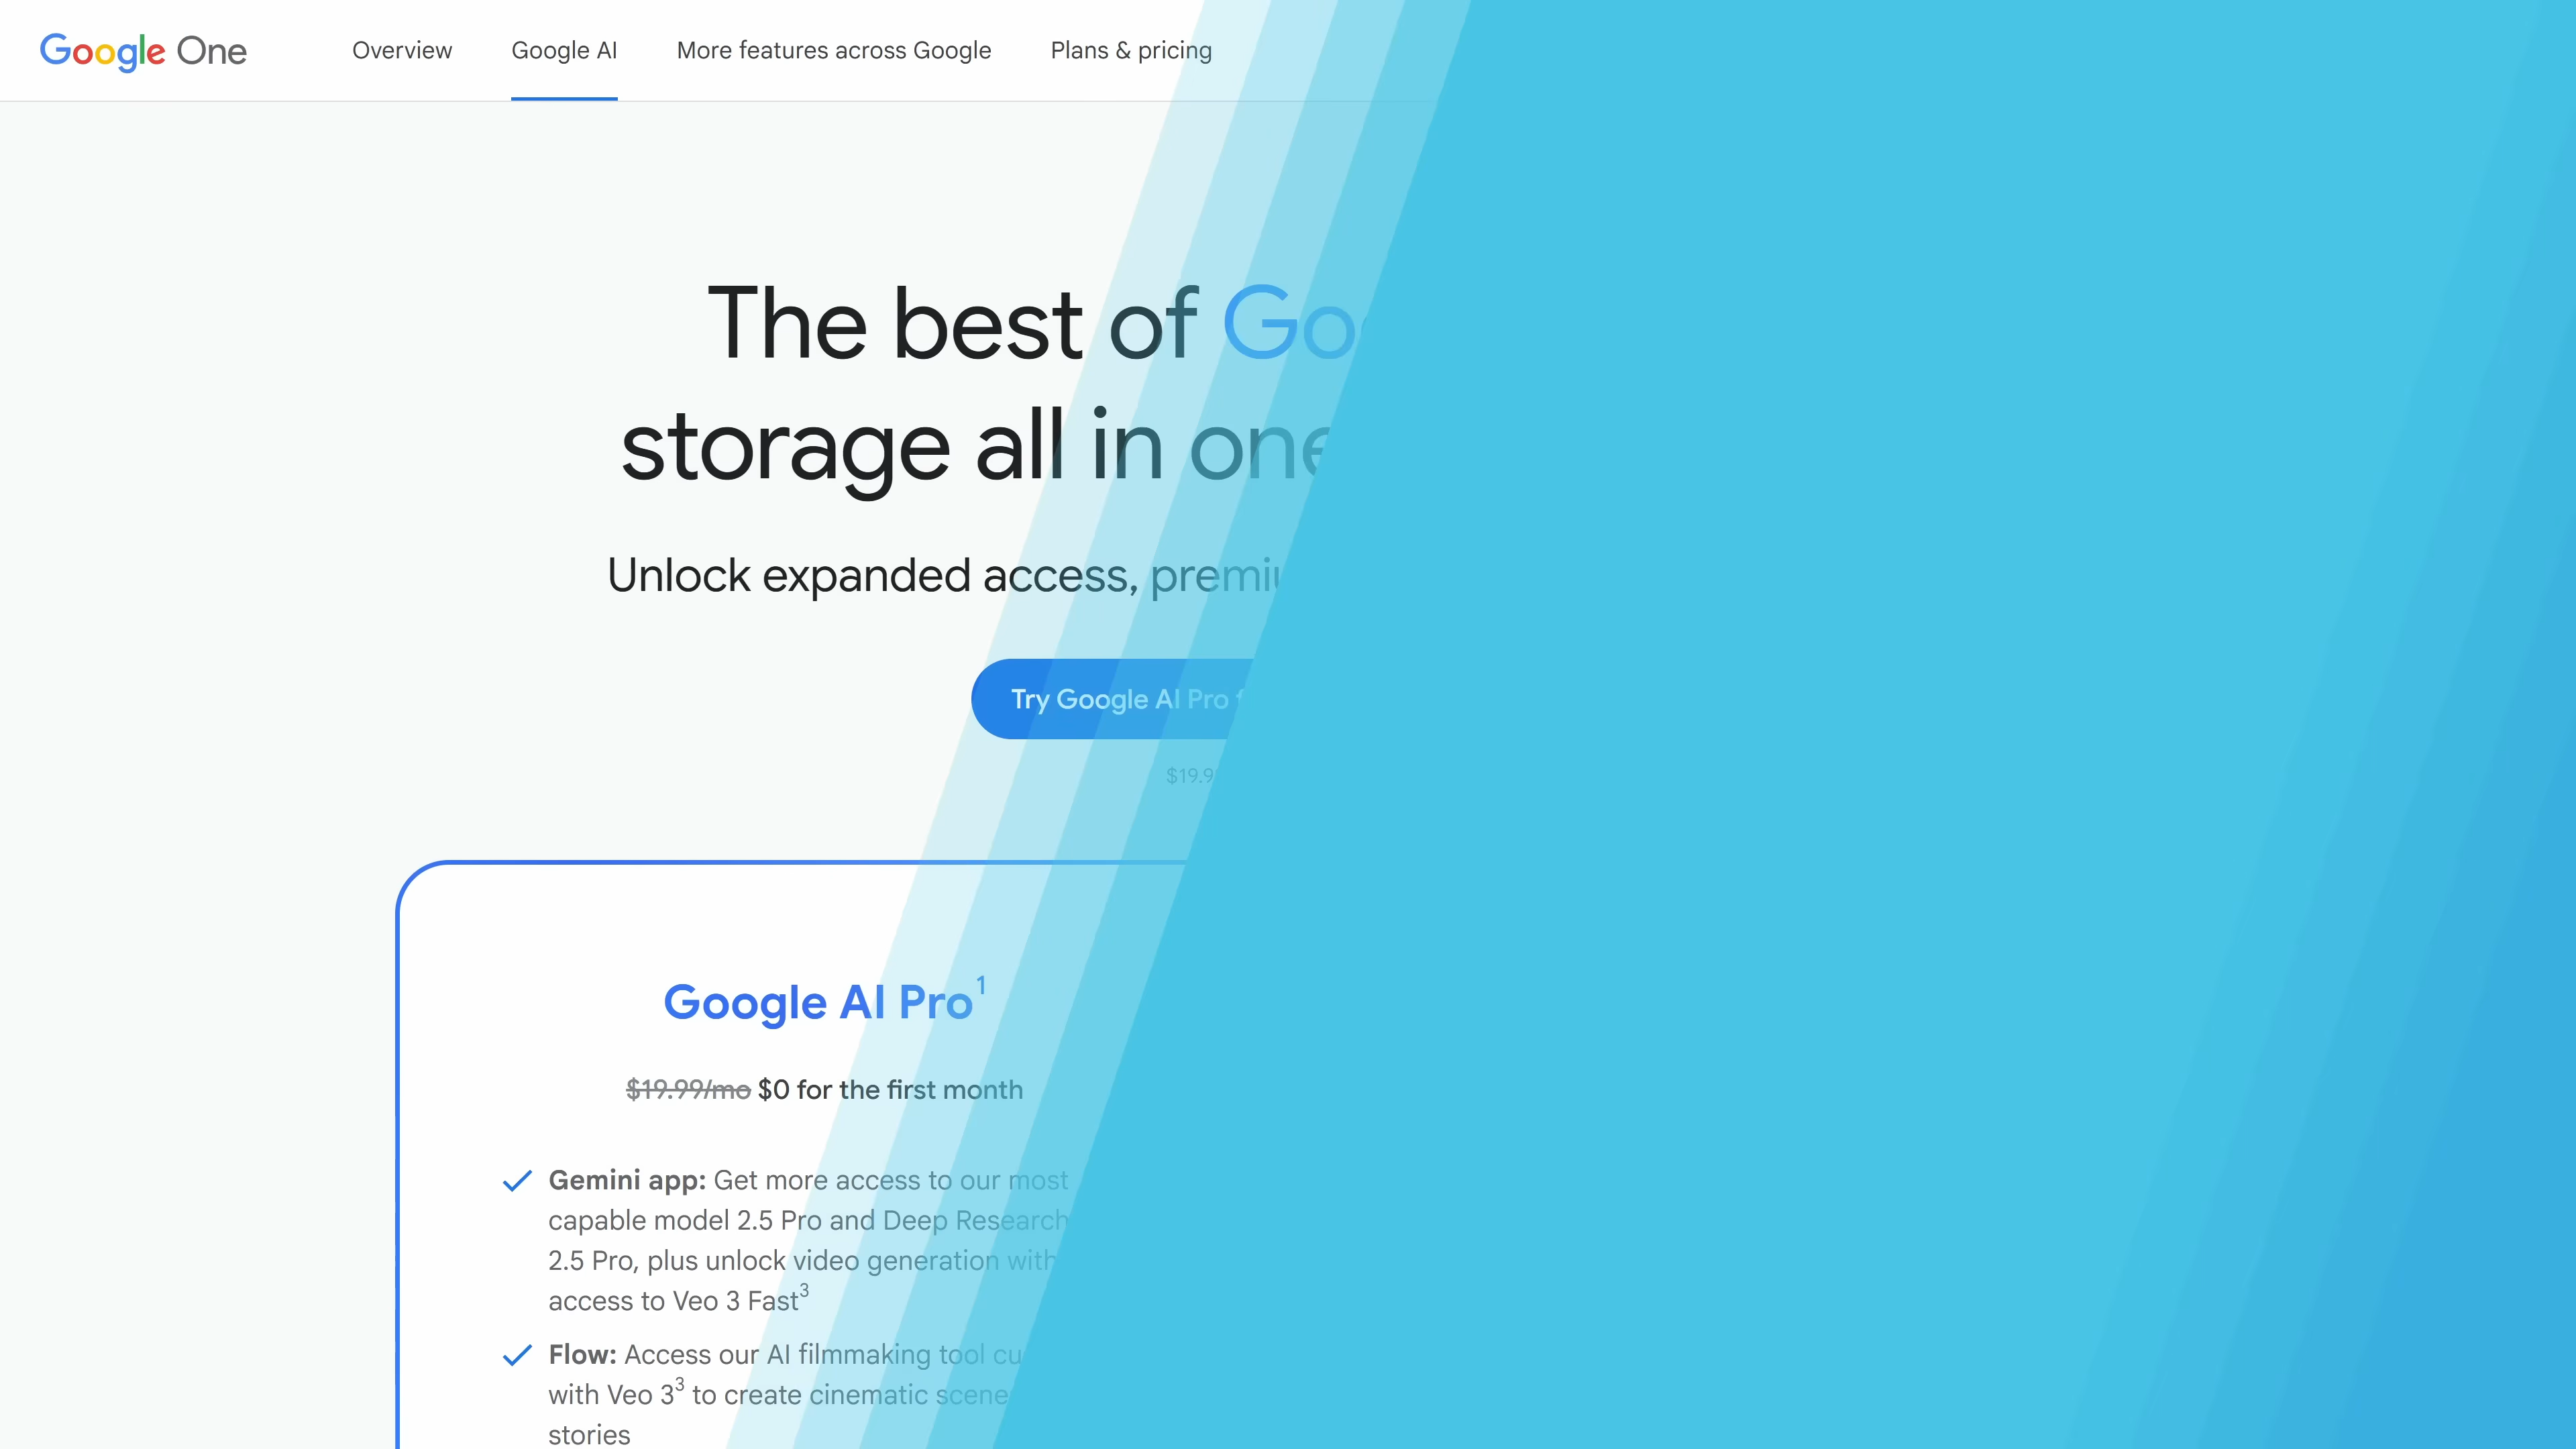 Google One
Overview
Google AI
More features across Google
Plans & pricing
The best of
storage all in one
Unlock expanded access,
Try Google AI Pro
Google AI Pro¹
$19.99/mo $0 for the first month
Gemini app: Get more access to our most
capable model 2.5 Pro and Deep Research
2.5 Pro, plus unlock video generation with
access to Veo 3 Fast³
Flow: Access our AI filmmaking tool
with Veo 3³ to create cinematic
stories